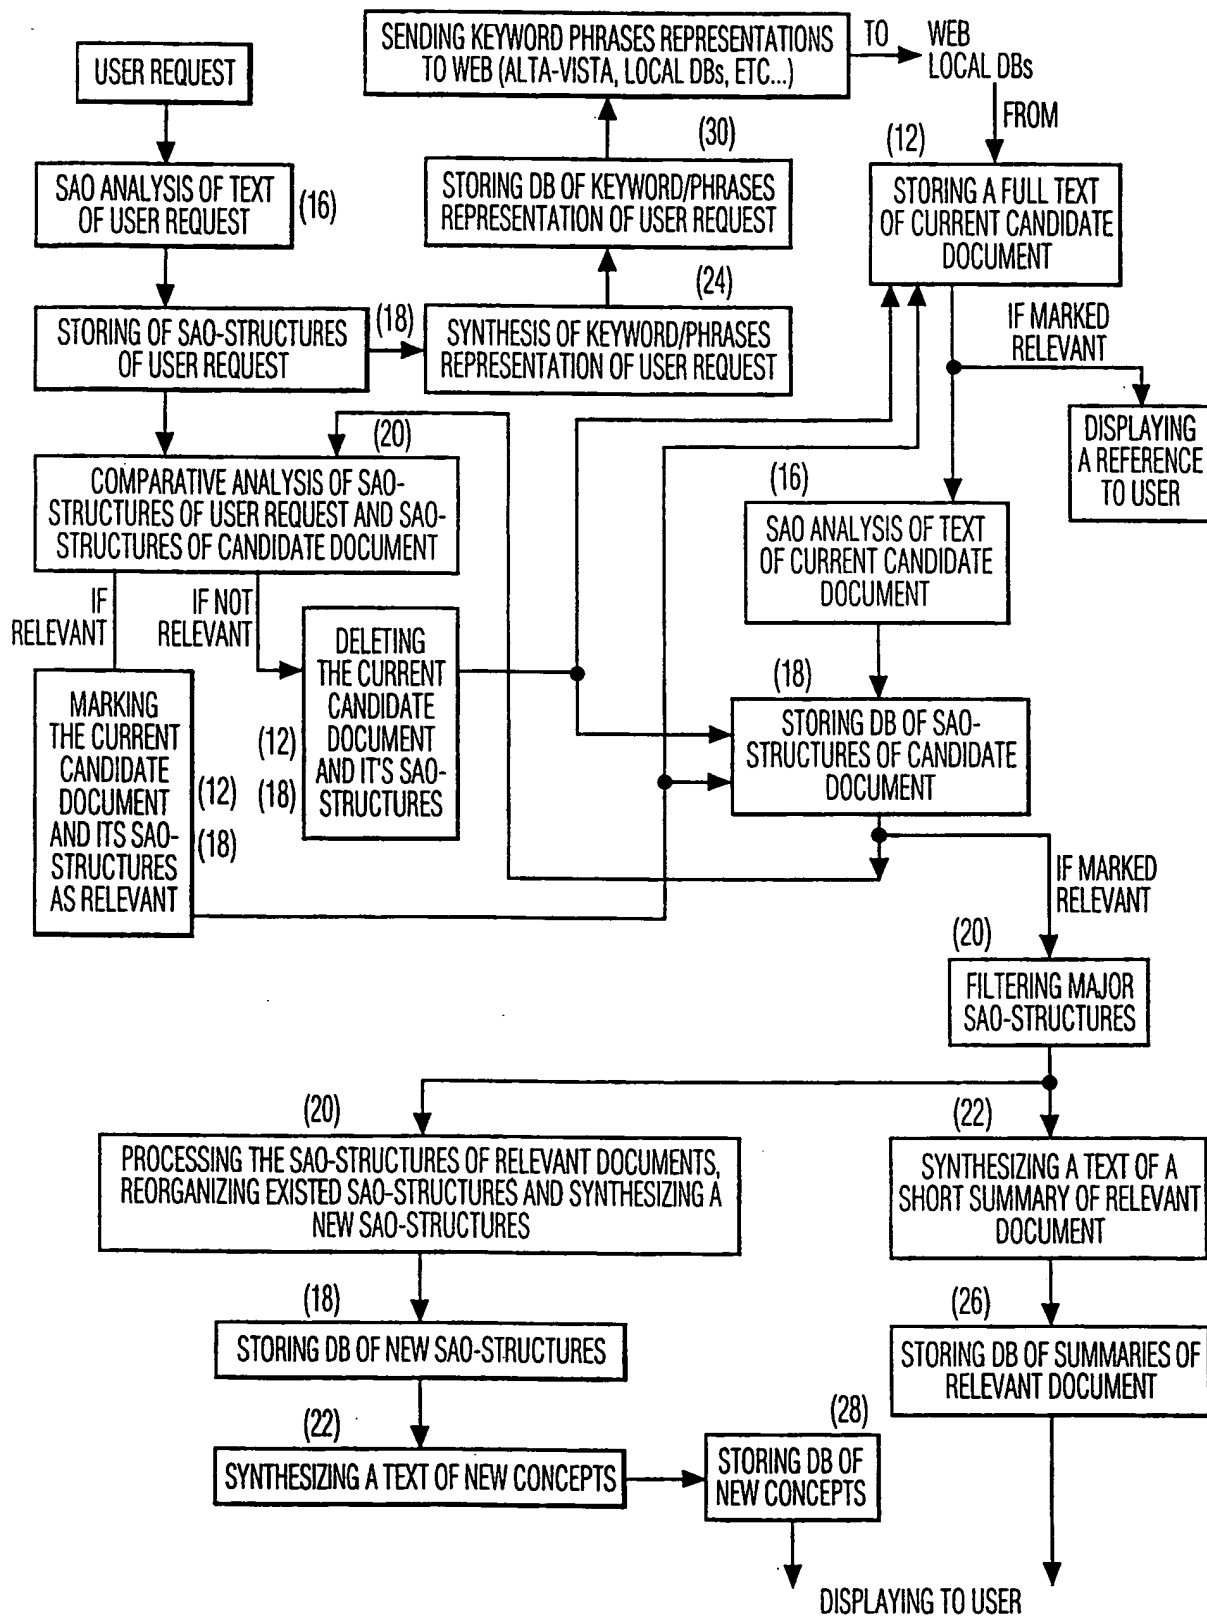 USER REQUEST
SENDING KEYWORD PHRASES REPRESENTATIONS
TO WEB (ALTA-VISTA, LOCAL DBs, ETC...)
TO
WEB
LOCAL DBs
FROM
SAO ANALYSIS OF TEXT
OF USER REQUEST
(16)
(30)
STORING DB OF KEYWORD/PHRASES
REPRESENTATION OF USER REQUEST
(12)
STORING A FULL TEXT
OF CURRENT CANDIDATE
DOCUMENT
STORING OF SAO-STRUCTURES
OF USER REQUEST
(18)
(24)
SYNTHESIS OF KEYWORD/PHRASES
REPRESENTATION OF USER REQUEST
IF MARKED
RELEVANT
DISPLAYING
A REFERENCE
TO USER
(20)
COMPARATIVE ANALYSIS OF SAO-
STRUCTURES OF USER REQUEST AND SAO-
STRUCTURES OF CANDIDATE DOCUMENT
(16)
SAO ANALYSIS OF TEXT
OF CURRENT CANDIDATE
DOCUMENT
IF
RELEVANT
IF NOT
RELEVANT
DELETING
THE CURRENT
CANDIDATE
DOCUMENT
AND IT'S SAO-
STRUCTURES
(12)
(18)
MARKING
THE CURRENT
CANDIDATE
DOCUMENT
AND ITS SAO-
STRUCTURES
AS RELEVANT
(12)
(18)
(18)
STORING DB OF SAO-
STRUCTURES OF CANDIDATE
DOCUMENT
IF MARKED
RELEVANT
(20)
FILTERING MAJOR
SAO-STRUCTURES
(20)
PROCESSING THE SAO-STRUCTURES OF RELEVANT DOCUMENTS,
REORGANIZING EXISTED SAO-STRUCTURES AND SYNTHESIZING A
NEW SAO-STRUCTURES
(22)
SYNTHESIZING A TEXT OF A
SHORT SUMMARY OF RELEVANT
DOCUMENT
(18)
STORING DB OF NEW SAO-STRUCTURES
(26)
STORING DB OF SUMMARIES OF
RELEVANT DOCUMENT
(22)
SYNTHESIZING A TEXT OF NEW CONCEPTS
(28)
STORING DB OF
NEW CONCEPTS
DISPLAYING TO USER